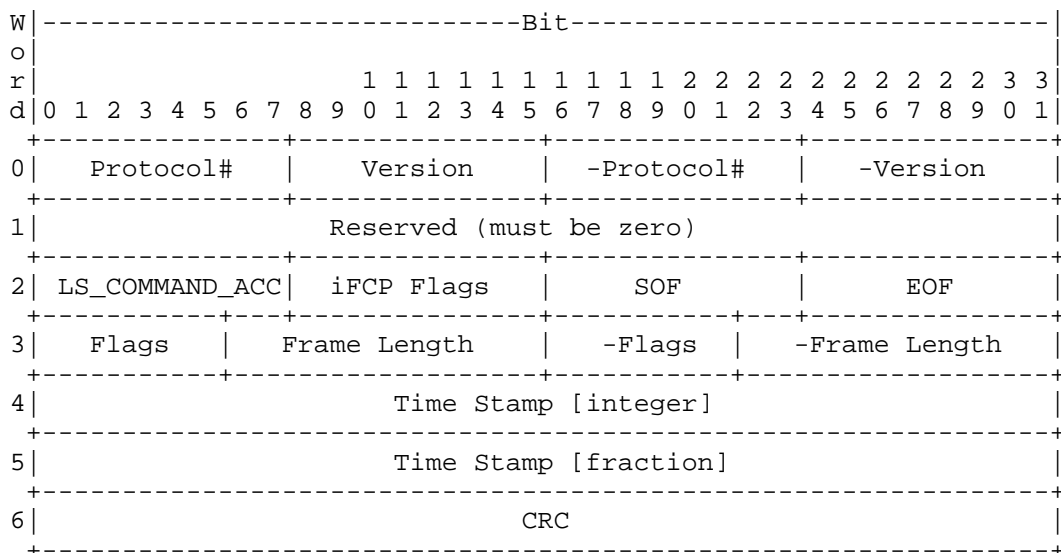 W|------------------------------Bit------------------------------|
o|                                                               |
r|                    1 1 1 1 1 1 1 1 1 1 2 2 2 2 2 2 2 2 2 2 3 3|
d|0 1 2 3 4 5 6 7 8 9 0 1 2 3 4 5 6 7 8 9 0 1 2 3 4 5 6 7 8 9 0 1|
 +---------------+---------------+---------------+---------------+
0|   Protocol#   |    Version    |  -Protocol#   |   -Version    |
 +---------------+---------------+---------------+---------------+
1|                  Reserved (must be zero)                      |
 +---------------+---------------+---------------+---------------+
2| LS_COMMAND_ACC|  iFCP Flags   |     SOF       |      EOF      |
 +-----------+---+---------------+-----------+---+---------------+
3|   Flags   |   Frame Length    |   -Flags  |   -Frame Length   |
 +-----------+-------------------+-----------+-------------------+
4|                      Time Stamp [integer]                     |
 +---------------------------------------------------------------+
5|                      Time Stamp [fraction]                    |
 +---------------------------------------------------------------+
6|                              CRC                              |
 +---------------------------------------------------------------+